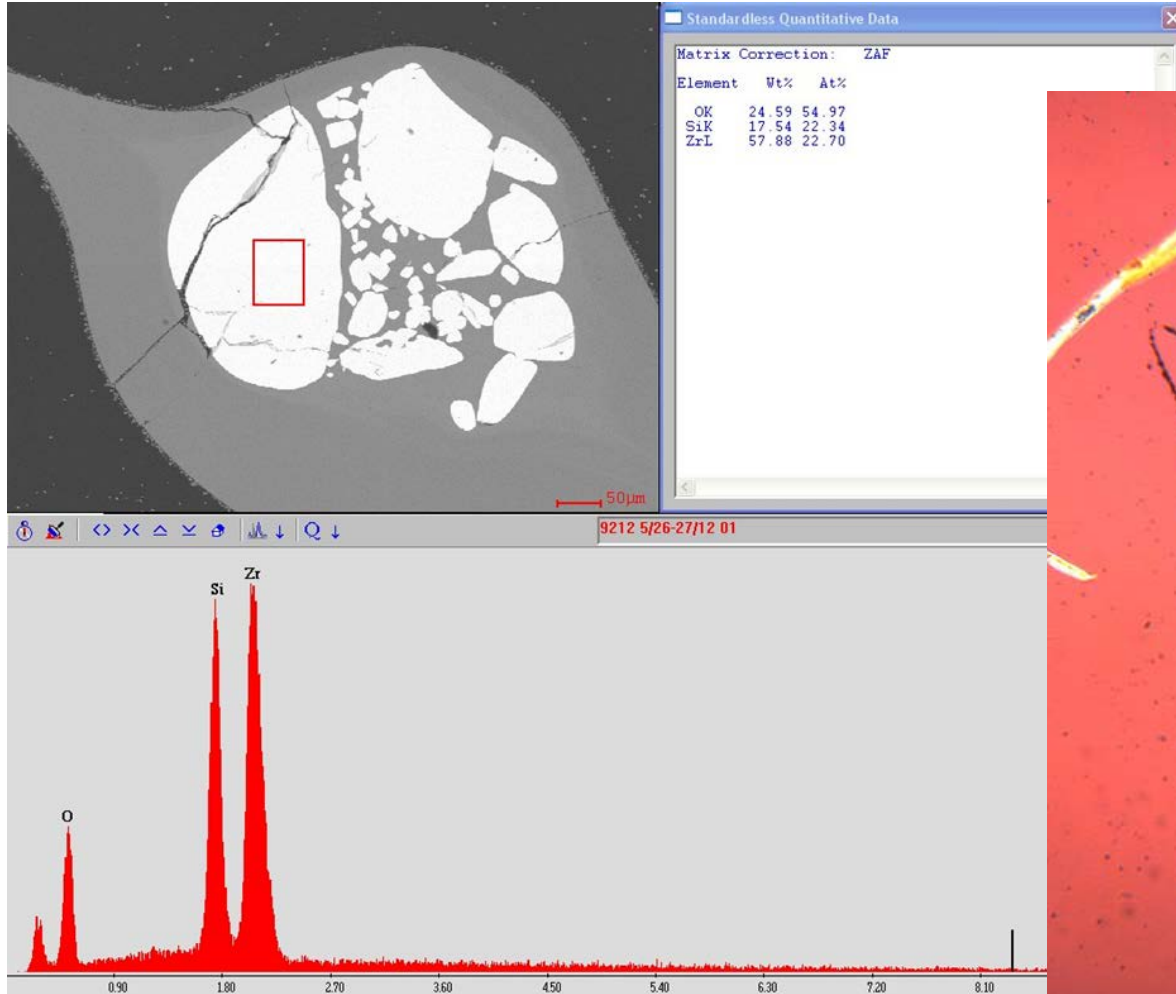 Standardless Quantitative Data
Matrix Correction: ZAF
Element Wt% At%
OK 24.59 54.97
SiK 17.54 22.34
ZrL 57.88 22.70
50µm
Q
9212 5/26-27/12 01
Zr
Si
O
0.90 1.80 2.70 3.60 4.50 5.40 6.30 7.20 8.10